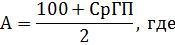 А = (100 + СрГП) / 2, где